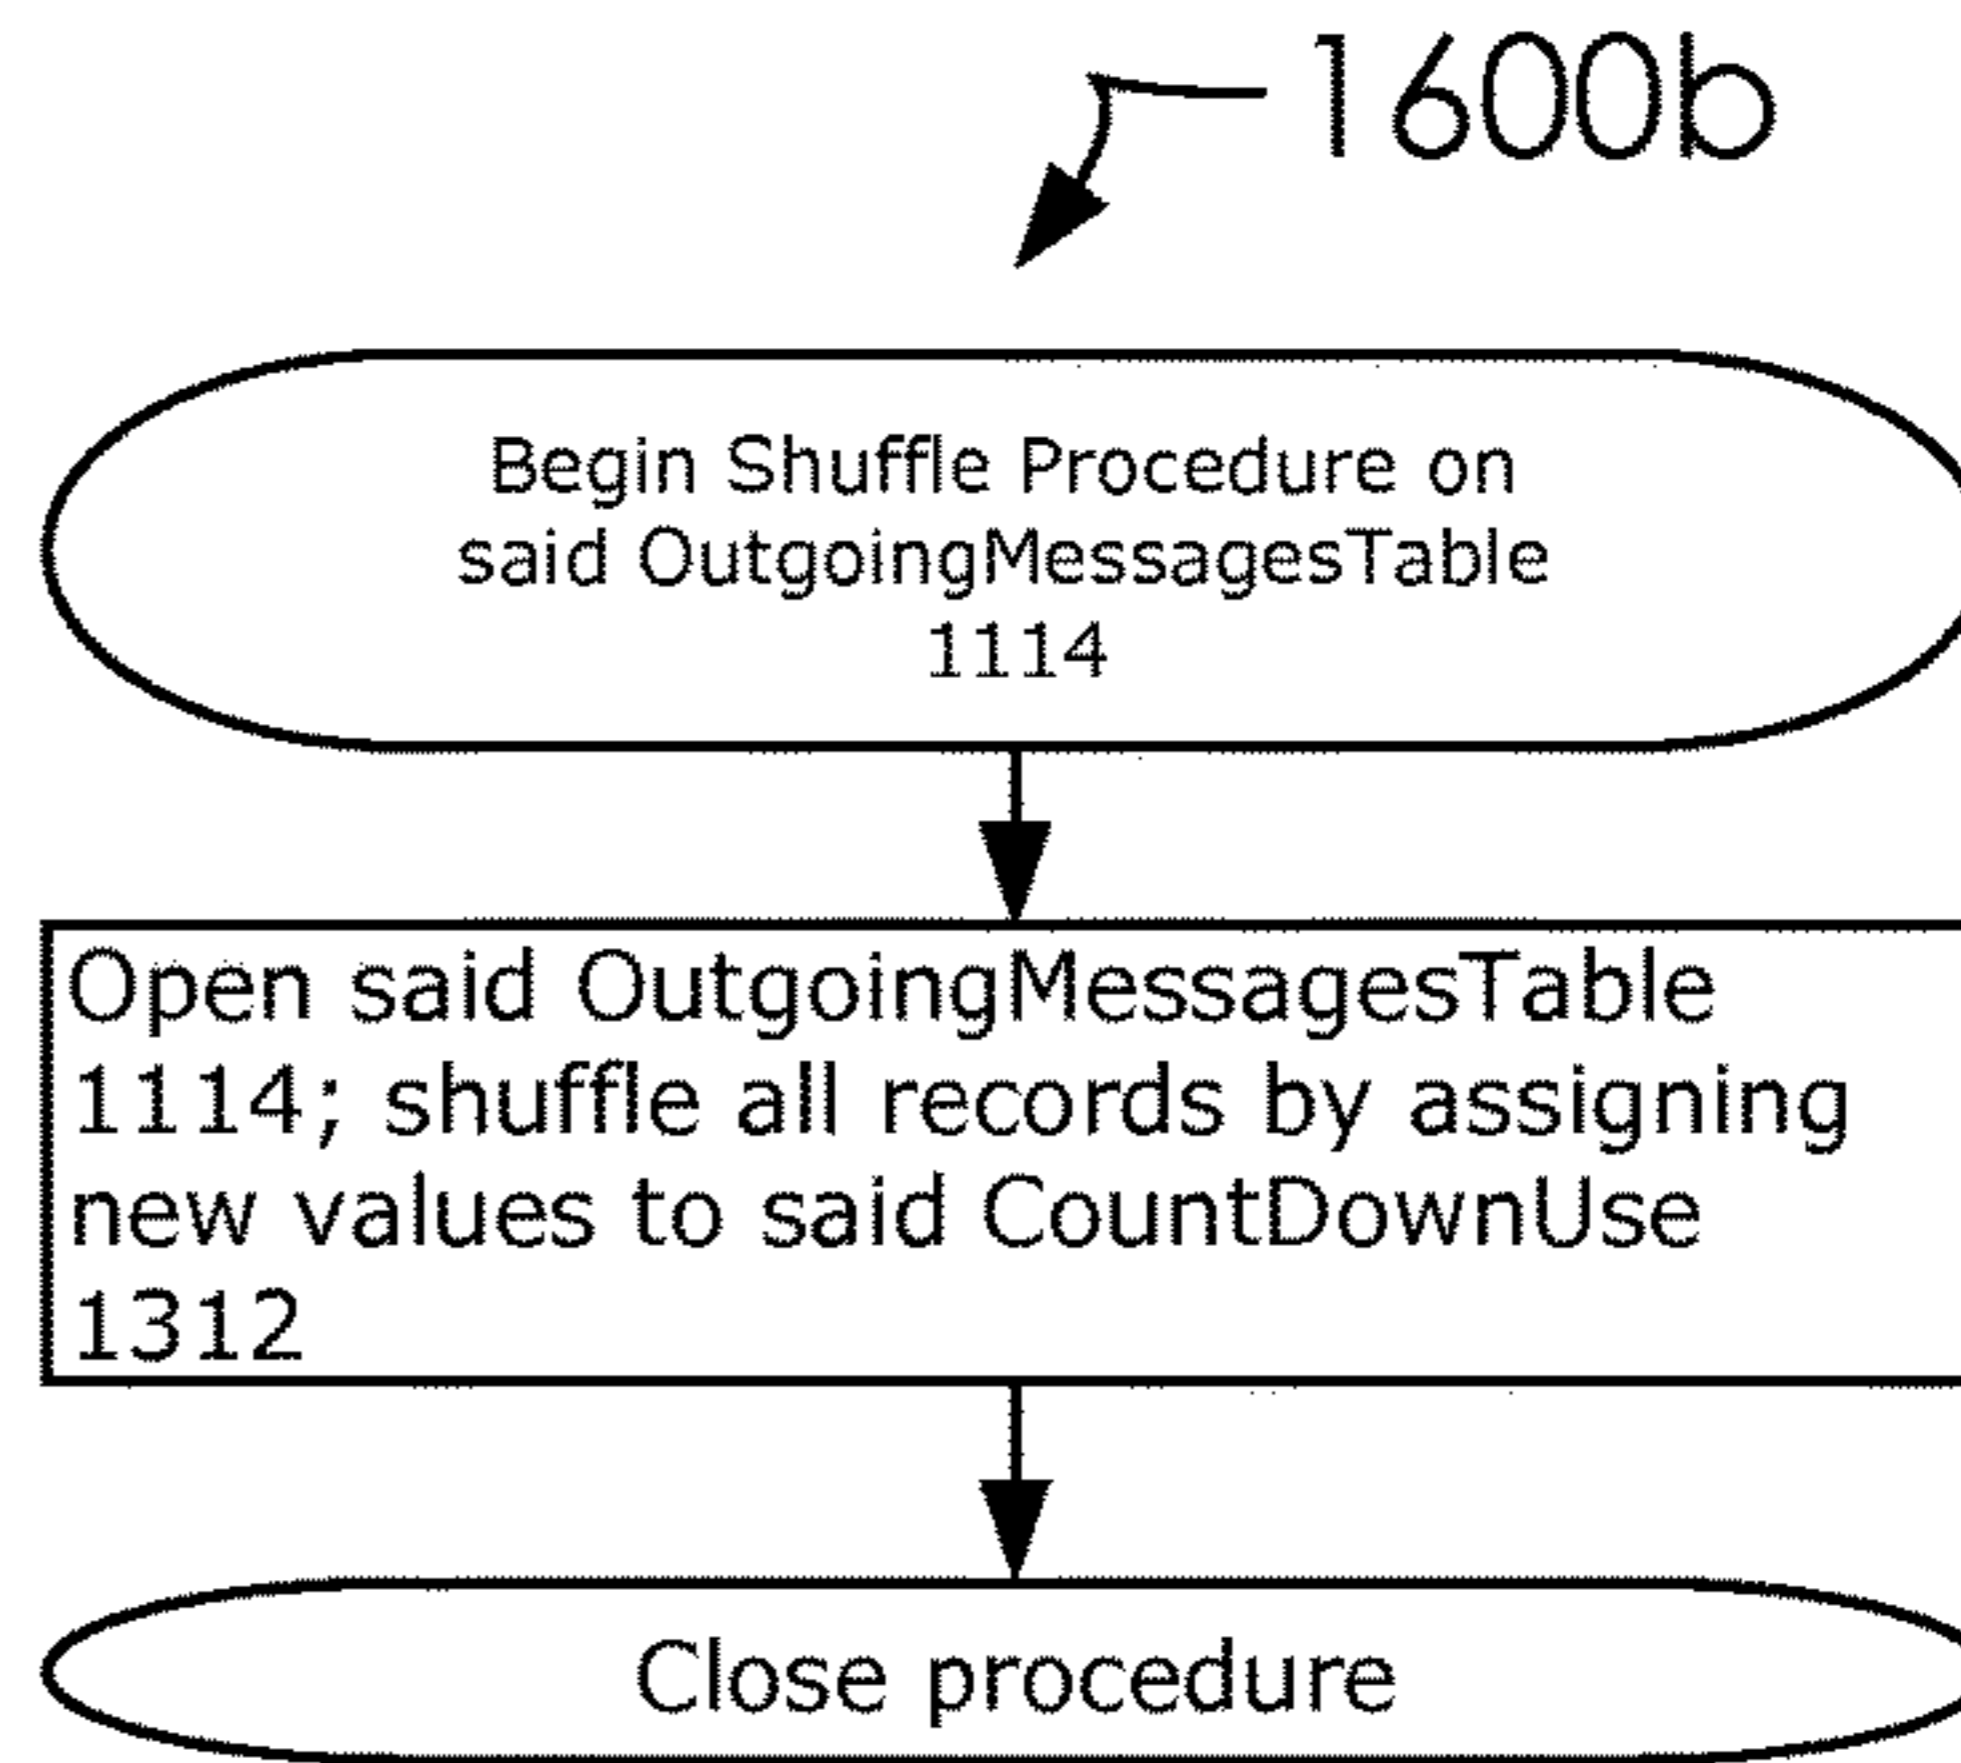 1600b
Begin Shuffle Procedure on
said OutgoingMessagesTable
1114
Open said OutgoingMessagesTable
1114; shuffle all records by assigning
new values to said CountDownUse
1312
Close procedure